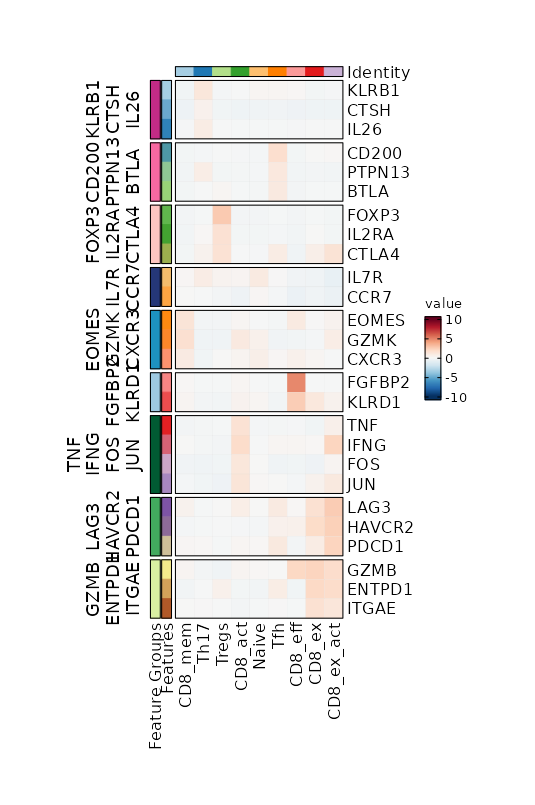 Identity
KLRB1
CTSH
IL26
CD200
PTPN13
BTLA
FOXP3
IL2RA
CTLA4
IL7R
CCR7
EOMES
GZMK
CXCR3
FGFBP2
KLRD1
TNF
IFNG
FOS
JUN
LAG3
HAVCR2
PDCD1
GZMB
ENTPD1
ITGAE
KLRB1
CTSH
IL26
CD200
PTPN13
BTLA
FOXP3
IL2RA
CTLA4
IL7R
CCR7
EOMES
GZMK
CXCR3
FGFBP2
KLRD1
TNF
IFNG
FOS
JUN
LAG3
HAVCR2
PDCD1
GZMB
ENTPD1
ITGAE
Feature Groups
Features
CD8_mem
Th17
Tregs
CD8_act
Naive
Tfh
CD8_eff
CD8_ex
CD8_ex_act
value
10
5
0
-5
-10